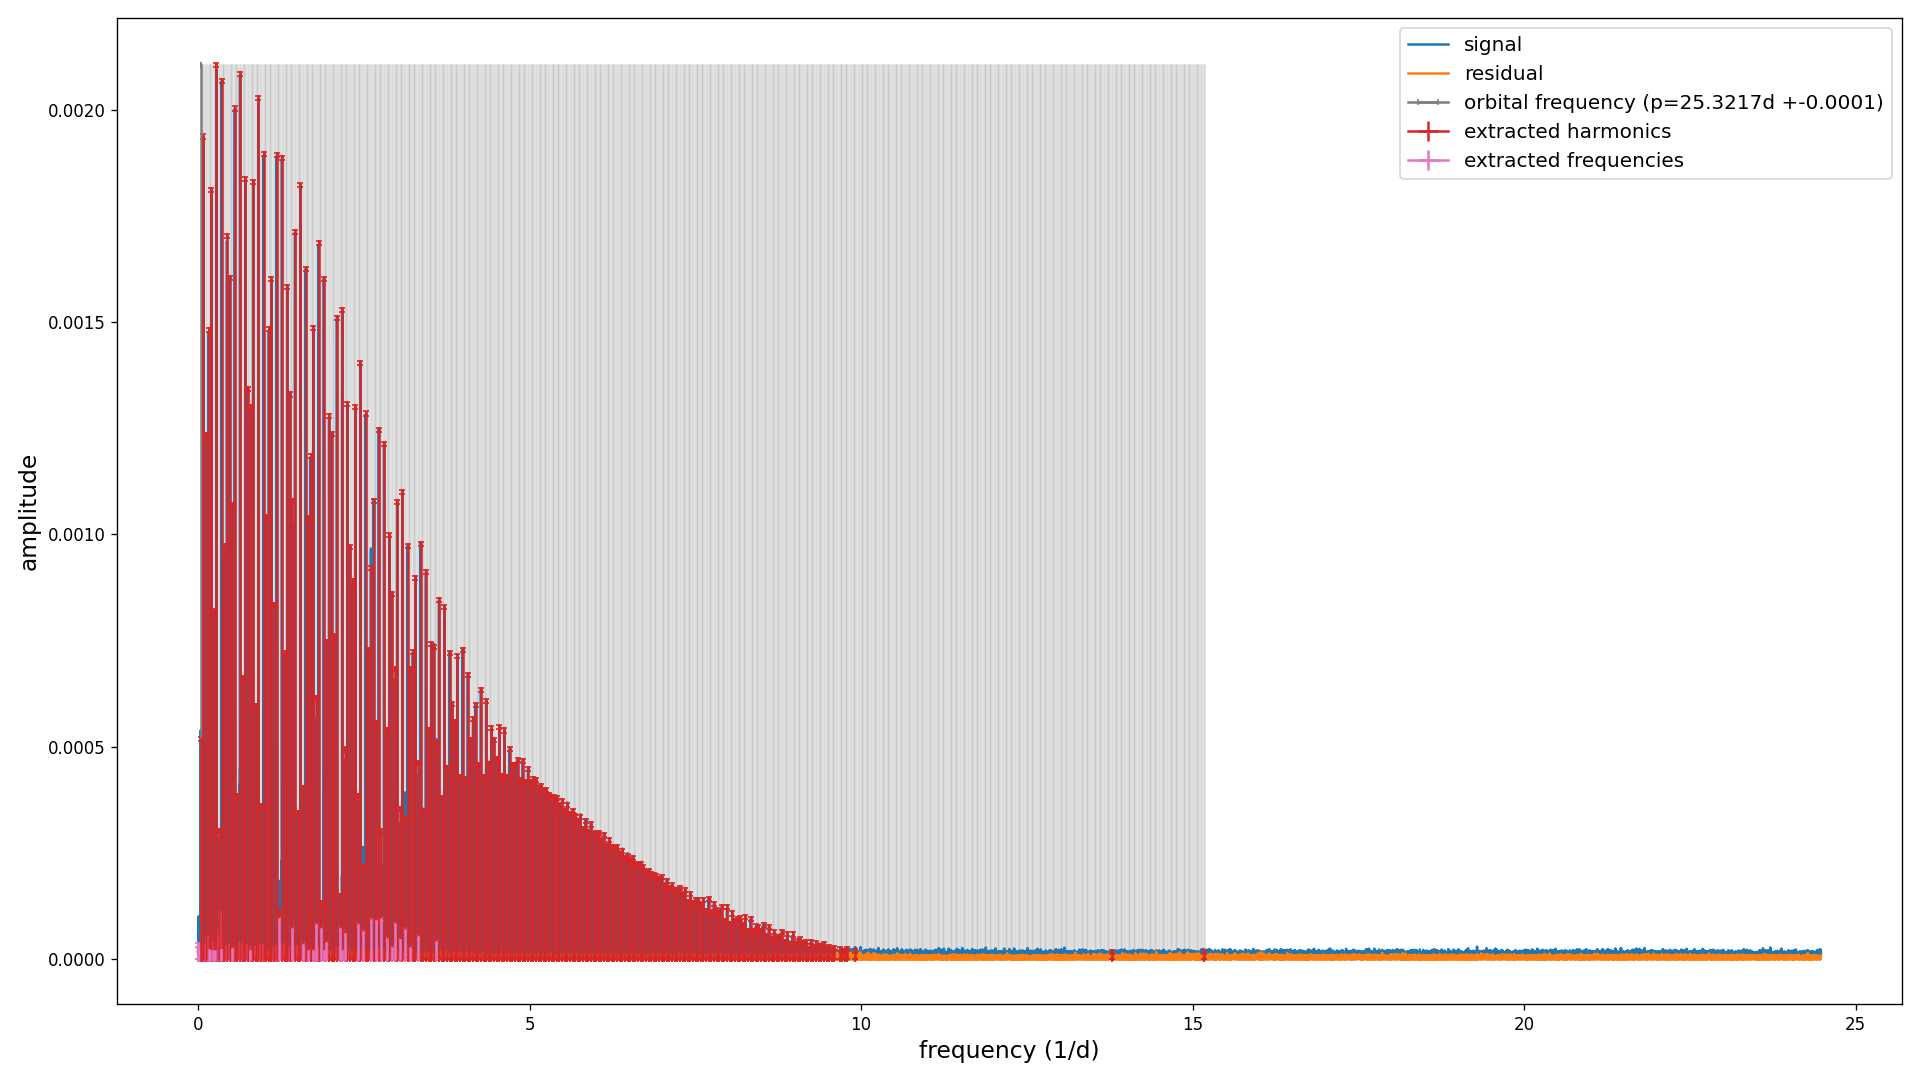 signal
residual
orbital frequency (p=25.3217d +-0.0001)
extracted harmonics
extracted frequencies
0.0020
0.0015
0.0010
0.0005
0.0000
amplitude
0 5 10 15 20 25
frequency (1/d)